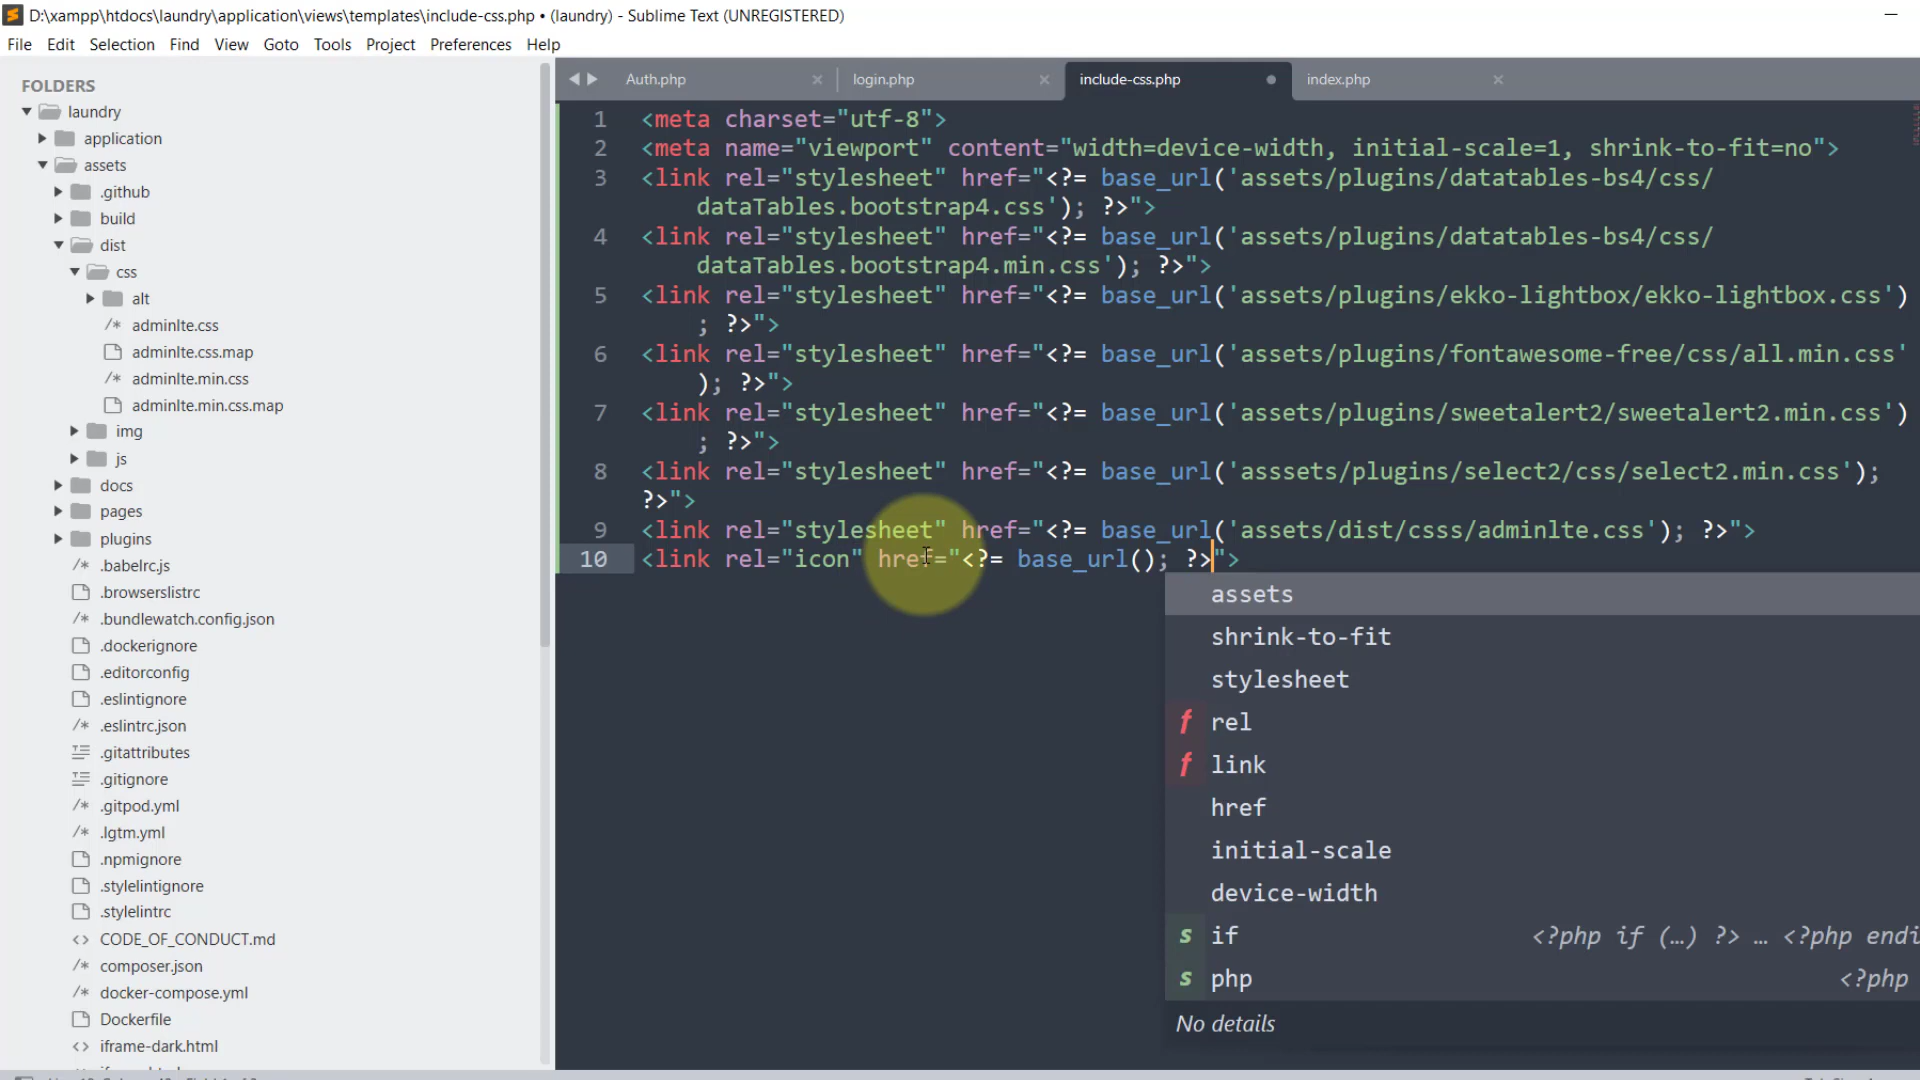 D:\xampp\htdocs\laundry\application\views\templates\include-css.php • (laundry) - Sublime Text (UNREGISTERED)
File Edit Selection Find View Goto Tools Project Preferences Help
FOLDERS
laundry
application
assets
.github
build
dist
css
alt
/* adminlte.css
adminlte.css.map
/* adminlte.min.css
adminlte.min.css.map
img
js
docs
pages
plugins
/* .babelrc.js
.browserslistrc
/* .bundlewatch.config.json
.dockerignore
.editorconfig
.eslintignore
/* .eslintrc.json
.gitattributes
.gitignore
/* .gitpod.yml
/* .lgtm.yml
.npmignore
.stylelintignore
.stylelintrc
<> CODE_OF_CONDUCT.md
/* composer.json
/* docker-compose.yml
Dockerfile
<> iframe-dark.html
Auth.php login.php include-css.php index.php
1 <meta charset="utf-8">
2 <meta name="viewport" content="width=device-width, initial-scale=1, shrink-to-fit=no">
3 <link rel="stylesheet" href="<?= base_url('assets/plugins/datatables-bs4/css/
dataTables.bootstrap4.css'); ?>">
4 <link rel="stylesheet" href="<?= base_url('assets/plugins/datatables-bs4/css/
dataTables.bootstrap4.min.css'); ?>">
5 <link rel="stylesheet" href="<?= base_url('assets/plugins/ekko-lightbox/ekko-lightbox.css')
; ?>">
6 <link rel="stylesheet" href="<?= base_url('assets/plugins/fontawesome-free/css/all.min.css'
); ?>">
7 <link rel="stylesheet" href="<?= base_url('assets/plugins/sweetalert2/sweetalert2.min.css')
; ?>">
8 <link rel="stylesheet" href="<?= base_url('asssets/plugins/select2/css/select2.min.css');
?>">
9 <link rel="stylesheet" href="<?= base_url('assets/dist/csss/adminlte.css'); ?>">
10 <link rel="icon" href="<?= base_url(); ?>">
assets
shrink-to-fit
stylesheet
f rel
f link
href
initial-scale
device-width
s if <?php if (…) ?> … <?php endi
s php <?php
No details